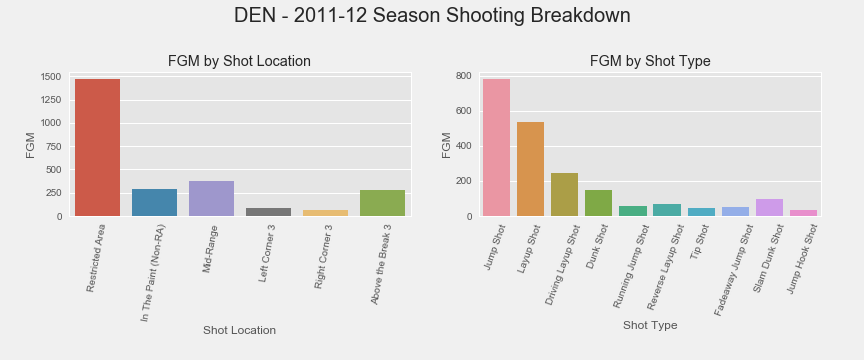 DEN - 2011-12 Season Shooting Breakdown
FGM by Shot Location
FGM
1500
1250
1000
750
500
250
0
Restricted Area
In The Paint (Non-RA)
Mid-Range
Left Corner 3
Right Corner 3
Above the Break 3
Shot Location
FGM by Shot Type
FGM
800
600
400
200
0
Jump Shot
Layup Shot
Driving Layup Shot
Dunk Shot
Running Jump Shot
Reverse Layup Shot
Tip Shot
Fadeaway Jump Shot
Slam Dunk Shot
Jump Hook Shot
Shot Type